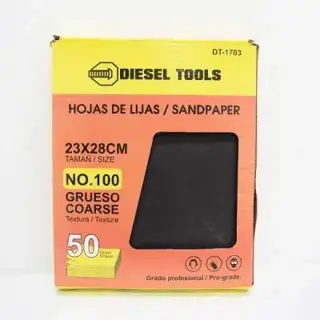 DT-1703
DIESEL TOOLS
HOJAS DE LIJAS / SANDPAPER
23X28CM
TAMAÑ / SIZE
NO.100
GRUESO
COARSE
Textura / Texture
50
Grado profesional / Pro-grade